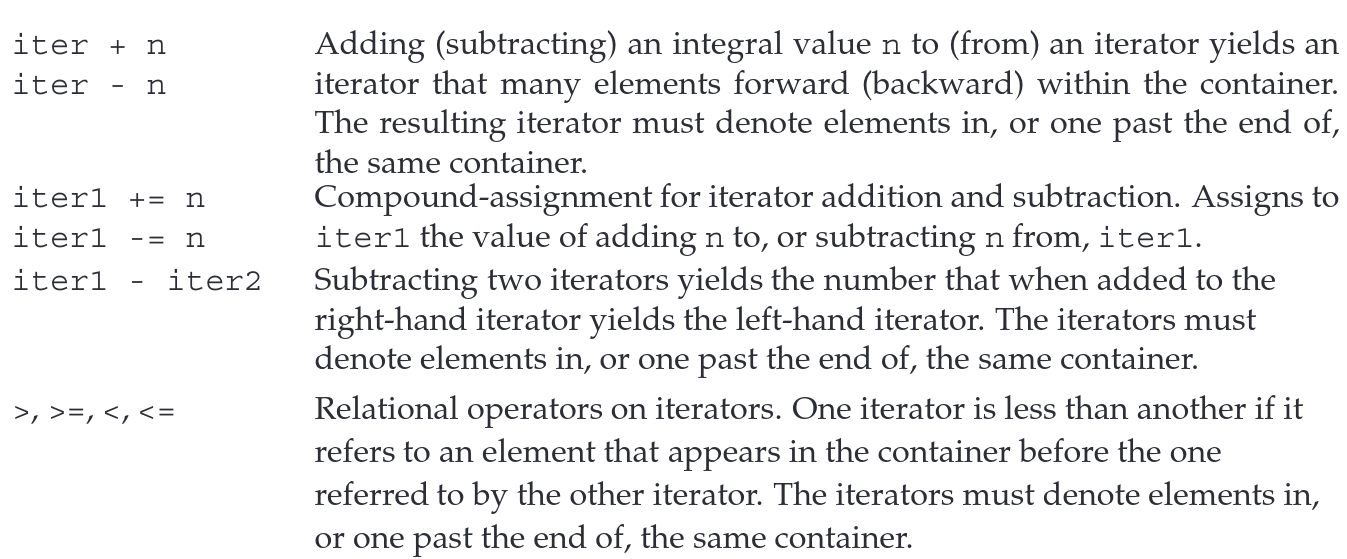 iter + n Adding (subtracting) an integral value n to (from) an iterator yields an
iter - n iterator that many elements forward (backward) within the container.
The resulting iterator must denote elements in, or one past the end of,
the same container.
iter1 += n Compound-assignment for iterator addition and subtraction. Assigns to
iter1 -= n iter1 the value of adding n to, or subtracting n from, iter1.
iter1 - iter2 Subtracting two iterators yields the number that when added to the
right-hand iterator yields the left-hand iterator. The iterators must
denote elements in, or one past the end of, the same container.
>, >=, <, <= Relational operators on iterators. One iterator is less than another if it
refers to an element that appears in the container before the one
referred to by the other iterator. The iterators must denote elements in,
or one past the end of, the same container.